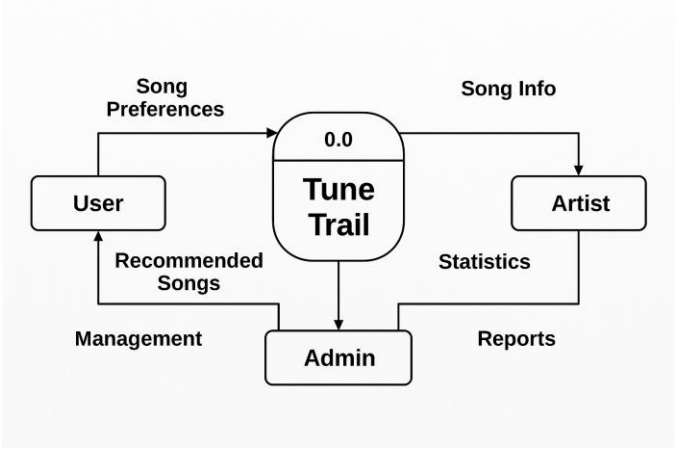 Song
Preferences
Song Info
0.0
Tune
Trail
User
Artist
Recommended
Songs
Statistics
Management
Reports
Admin